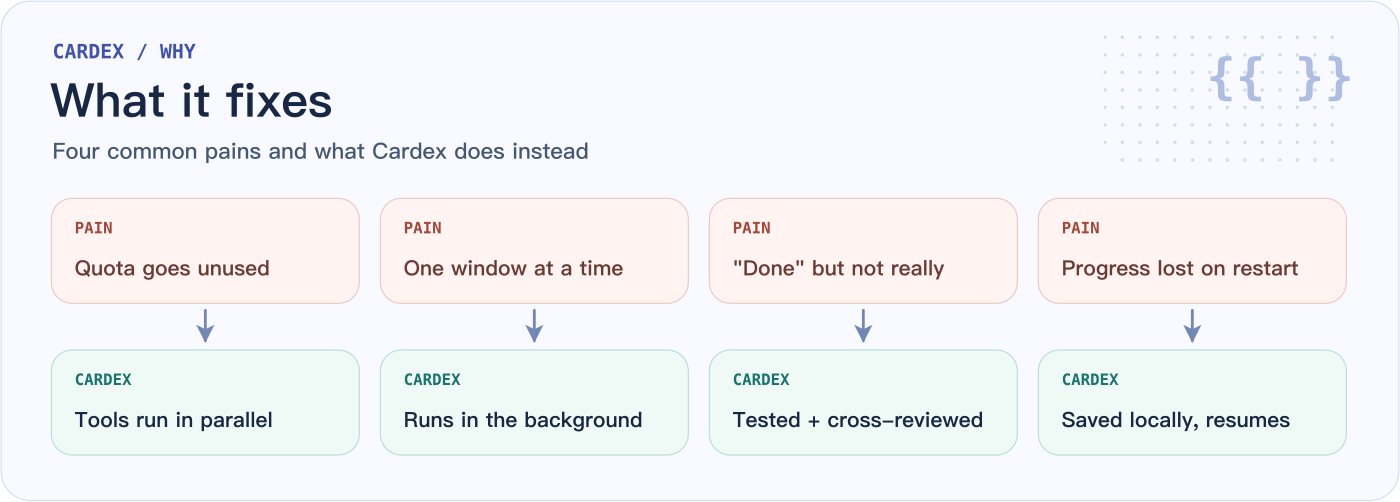 CARDEX / WHY
What it fixes
Four common pains and what Cardex does instead
{{ }}
PAIN
Quota goes unused
PAIN
One window at a time
PAIN
"Done" but not really
PAIN
Progress lost on restart
CARDEX
Tools run in parallel
CARDEX
Runs in the background
CARDEX
Tested + cross–reviewed
CARDEX
Saved locally, resumes